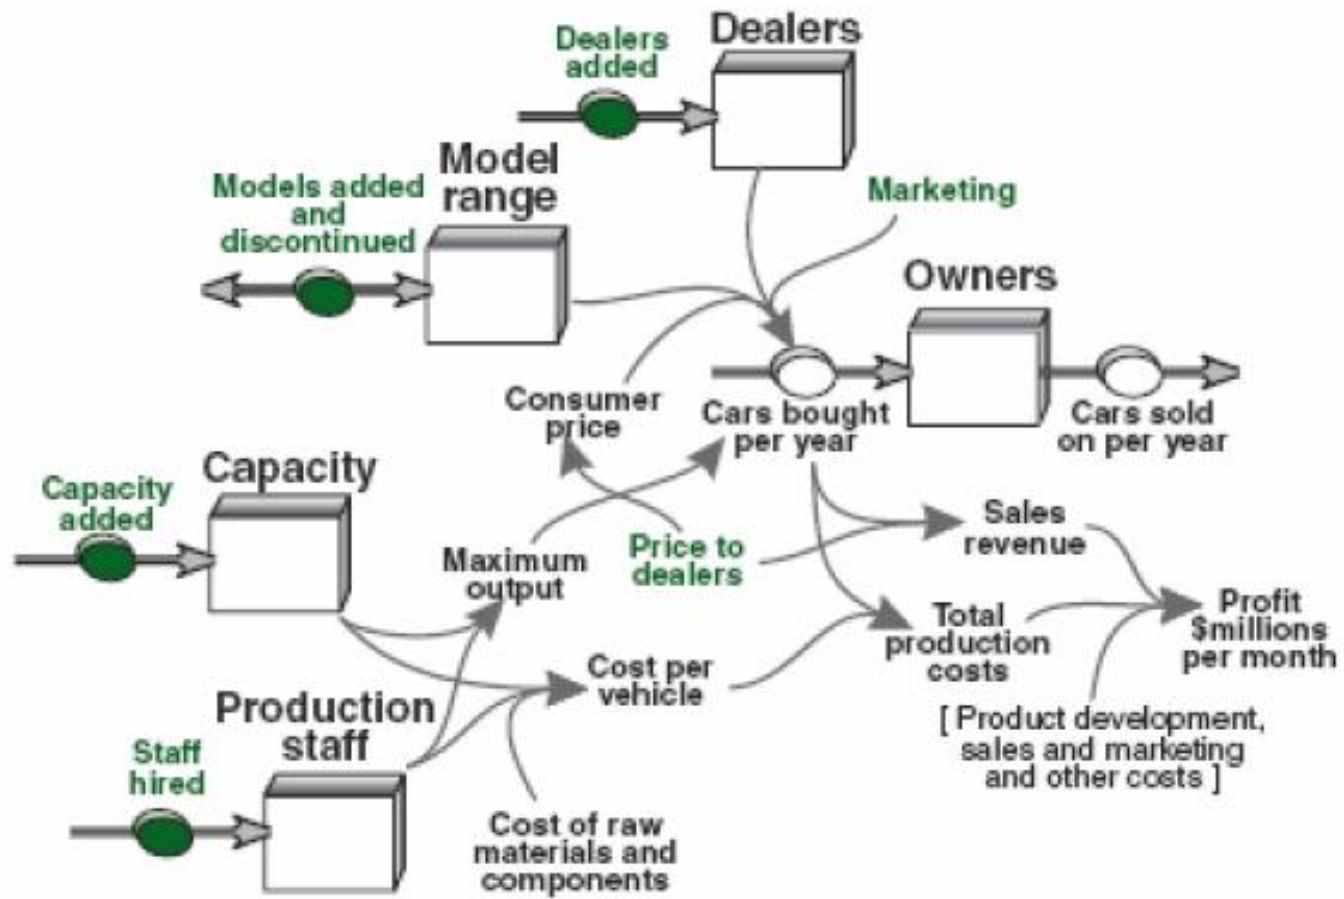 Dealers
added
Dealers
Models added
and
discontinued
Model
range
Marketing
Owners
Consumer
price
Cars bought
per year
Cars sold
on per year
Capacity
added
Capacity
Maximum
output
Price to
dealers
Sales
revenue
Total
production
costs
Profit
$millions
per month
Cost per
vehicle
[ Product development,
sales and marketing
and other costs ]
Staff
hired
Production
staff
Cost of raw
materials and
components